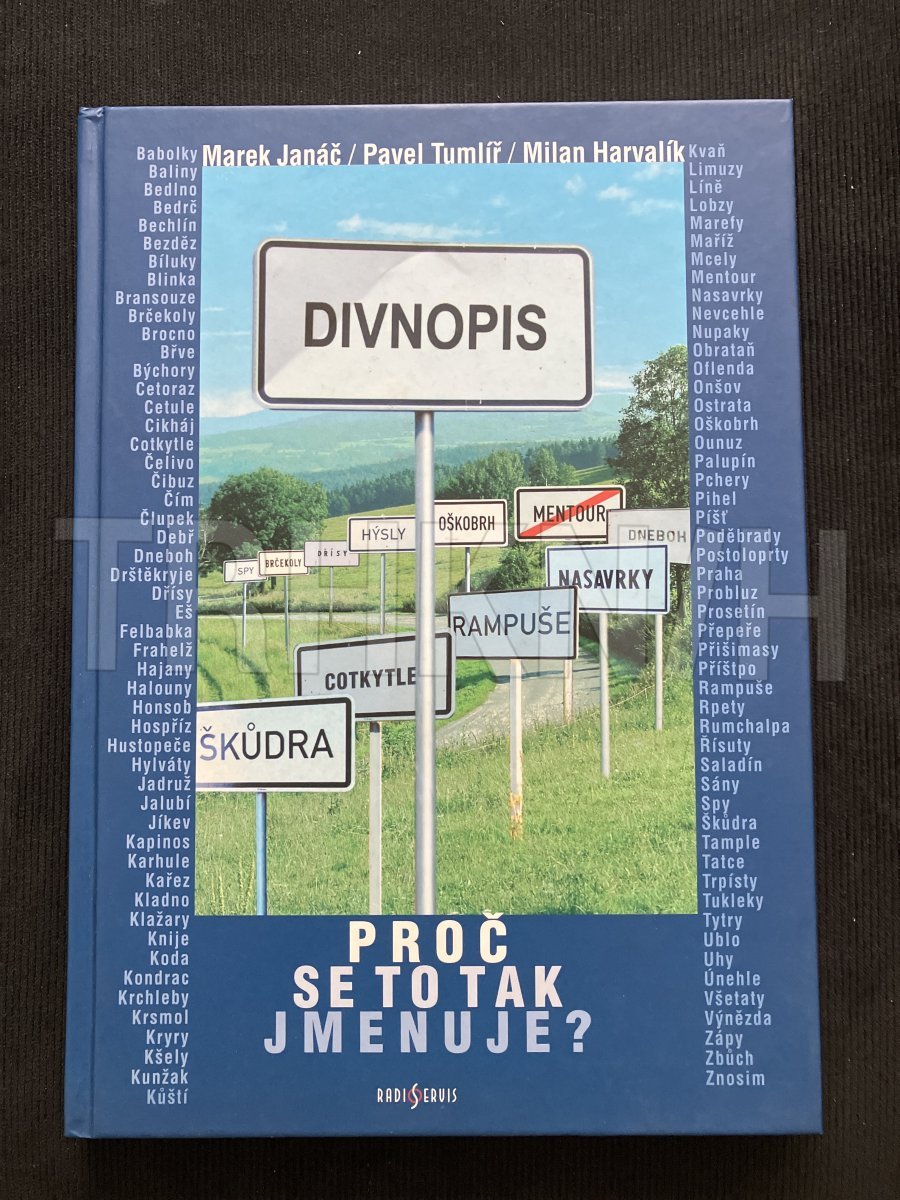 Marek Janáč / Pavel Tumlíř / Milan Harvalík
Babolky
Baliny
Bedlno
Bedrč
Bechlín
Bezděz
Bíluky
Blinka
Bransouze
Brčekoly
Brocno
Břve
Býchory
Cetoraz
Cetule
Cikháj
Cotkytle
Čelivo
Čibuz
Čím
Člupek
Debř
Dneboh
Drštěkryje
Dřísy
Eš
Felbabka
Frahelž
Hajany
Halouny
Honsob
Hospříz
Hustopeče
Hylváty
Jadruž
Jalubí
Jíkev
Kapinos
Karhule
Kařez
Kladno
Klažary
Knije
Koda
Kondrac
Krchleby
Krsmol
Kryry
Kšely
Kunžak
Kůští
DIVNOPIS
SPY
BRČEKOLY
DŘÍSY
HÝSLY
OŠKOBRH
MENTOUR
DNEBOH
NASAVRKY
RAMPUŠE
COTKYTLE
ŠKŮDRA
Kvaň
Limuzy
Líně
Lobzy
Marefy
Maříž
Mcely
Mentour
Nasavrky
Nevcehle
Nupaky
Obrataň
Oflenda
Onšov
Ostrata
Oškobrh
Ounuz
Palupín
Pchery
Pihel
Píšť
Poděbrady
Postoloprty
Praha
Probluz
Prosetín
Přepeře
Přišimasy
Příštpo
Rampuše
Rpety
Rumchalpa
Řísuty
Saladín
Sány
Spy
Škůdra
Tample
Tatce
Trpísty
Tukleky
Tytry
Ublo
Uhy
Únehle
Všetaty
Výnězda
Zápy
Zbůch
Znosim
PROČ
SE TO TAK
JMENUJE?
RADIOSERVIS